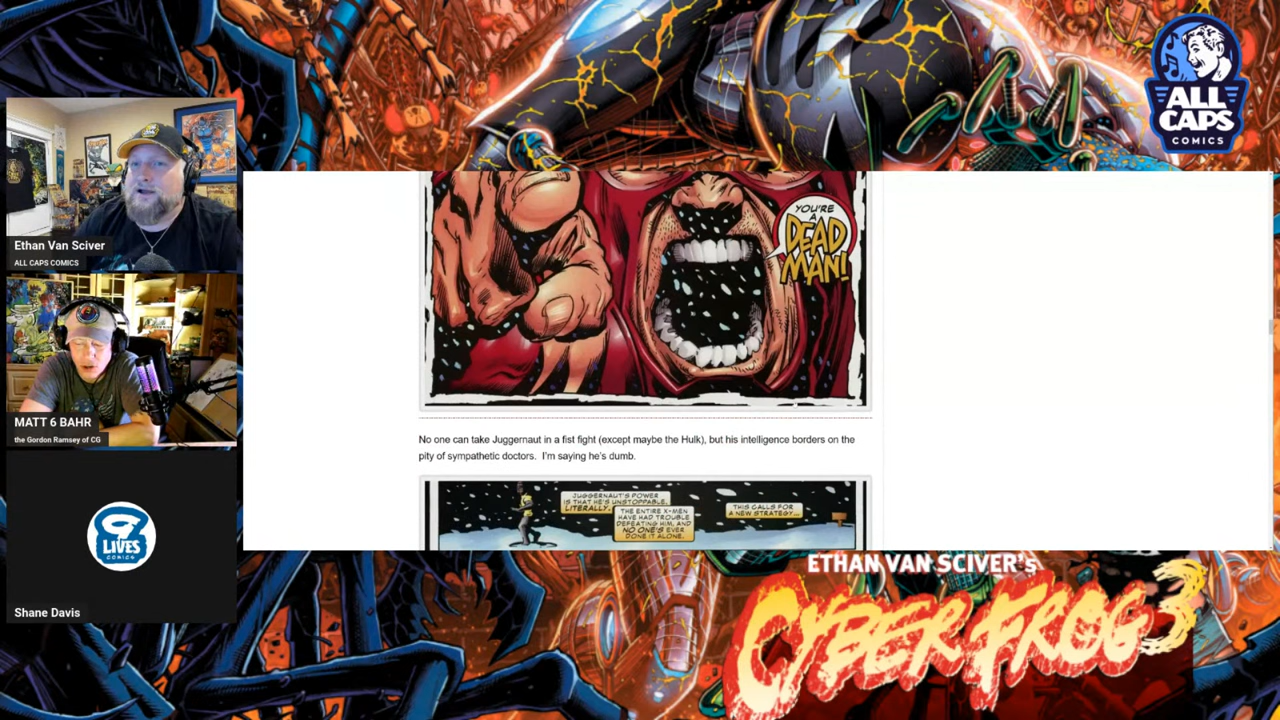 ALL
CAPS
COMICS
Ethan Van Sciver
ALL CAPS COMICS
MATT 6 BAHR
the Gordon Ramsey of CG
9
LIVES
COMICS
Shane Davis
YOU'RE
A
DEAD
MAN!
No one can take Juggernaut in a fist fight (except maybe the Hulk), but his intelligence borders on the
pity of sympathetic doctors. I'm saying he's dumb.
JUGGERNAUT'S POWER
IS THAT HE'S UNSTOPPABLE.
LITERALLY.
THE ENTIRE X-MEN
HAVE HAD TROUBLE
DEFEATING HIM, AND
NO ONE'S EVER
DONE IT ALONE.
THIS CALLS FOR
A NEW STRATEGY...
ETHAN VAN SCIVER's
CYBER FROG 3